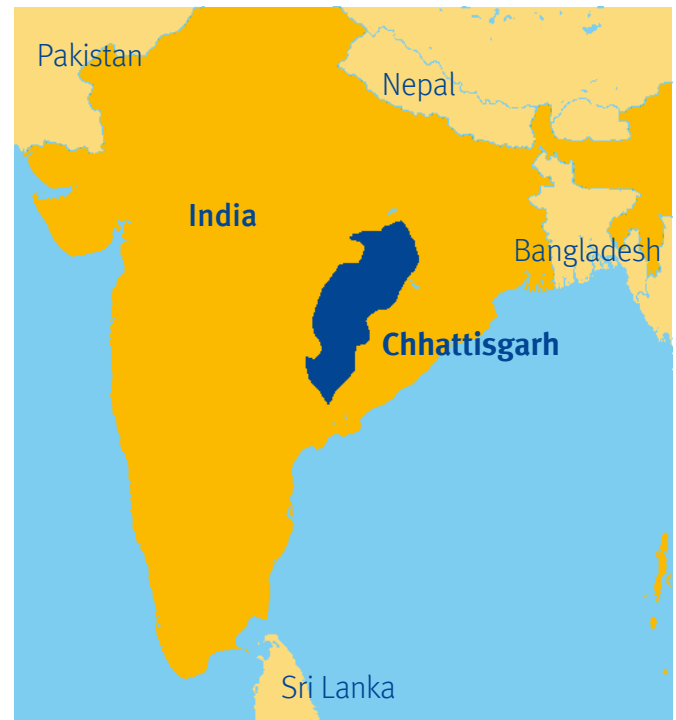 Pakistan
Nepal
India
Bangladesh
Chhattisgarh
Sri Lanka